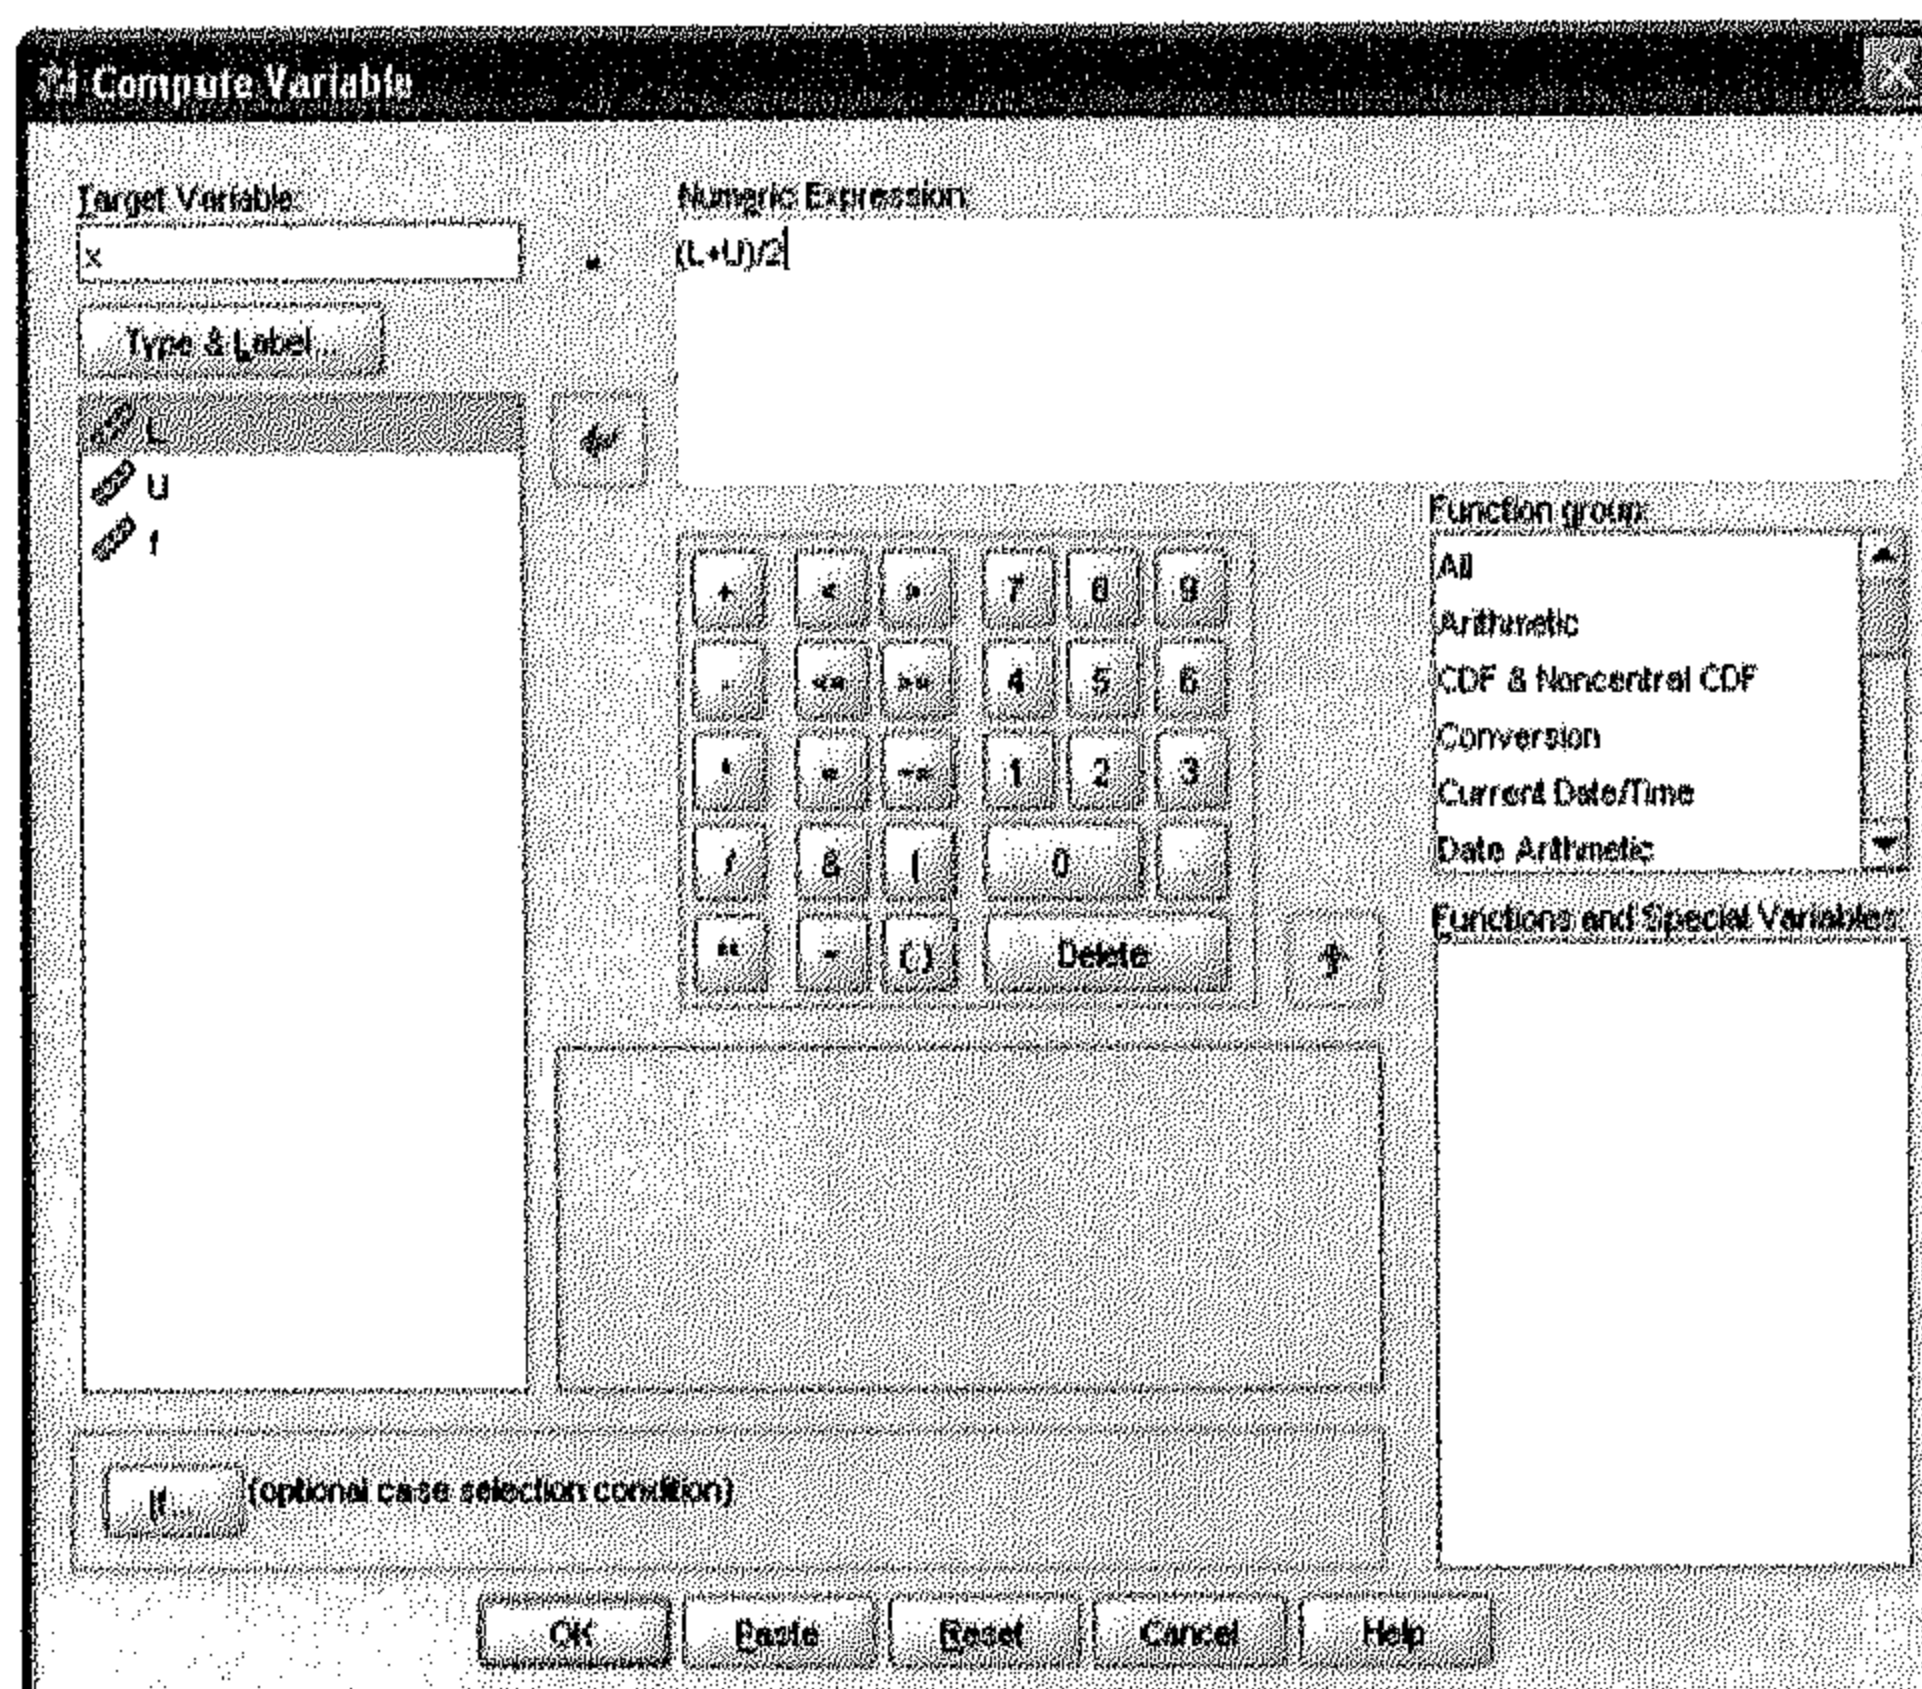 Compute Variable
Target Variable:
x
=
Numeric Expression:
(L+U)/2
Type & Label...
L
U
f
+ < > 7 8 9
- <= >= 4 5 6
* = ~= 1 2 3
/ & | 0 .
** ~ () Delete
Function group:
All
Arithmetic
CDF & Noncentral CDF
Conversion
Current Date/Time
Date Arithmetic
Functions and Special Variables:
If... (optional case selection condition)
OK Paste Reset Cancel Help